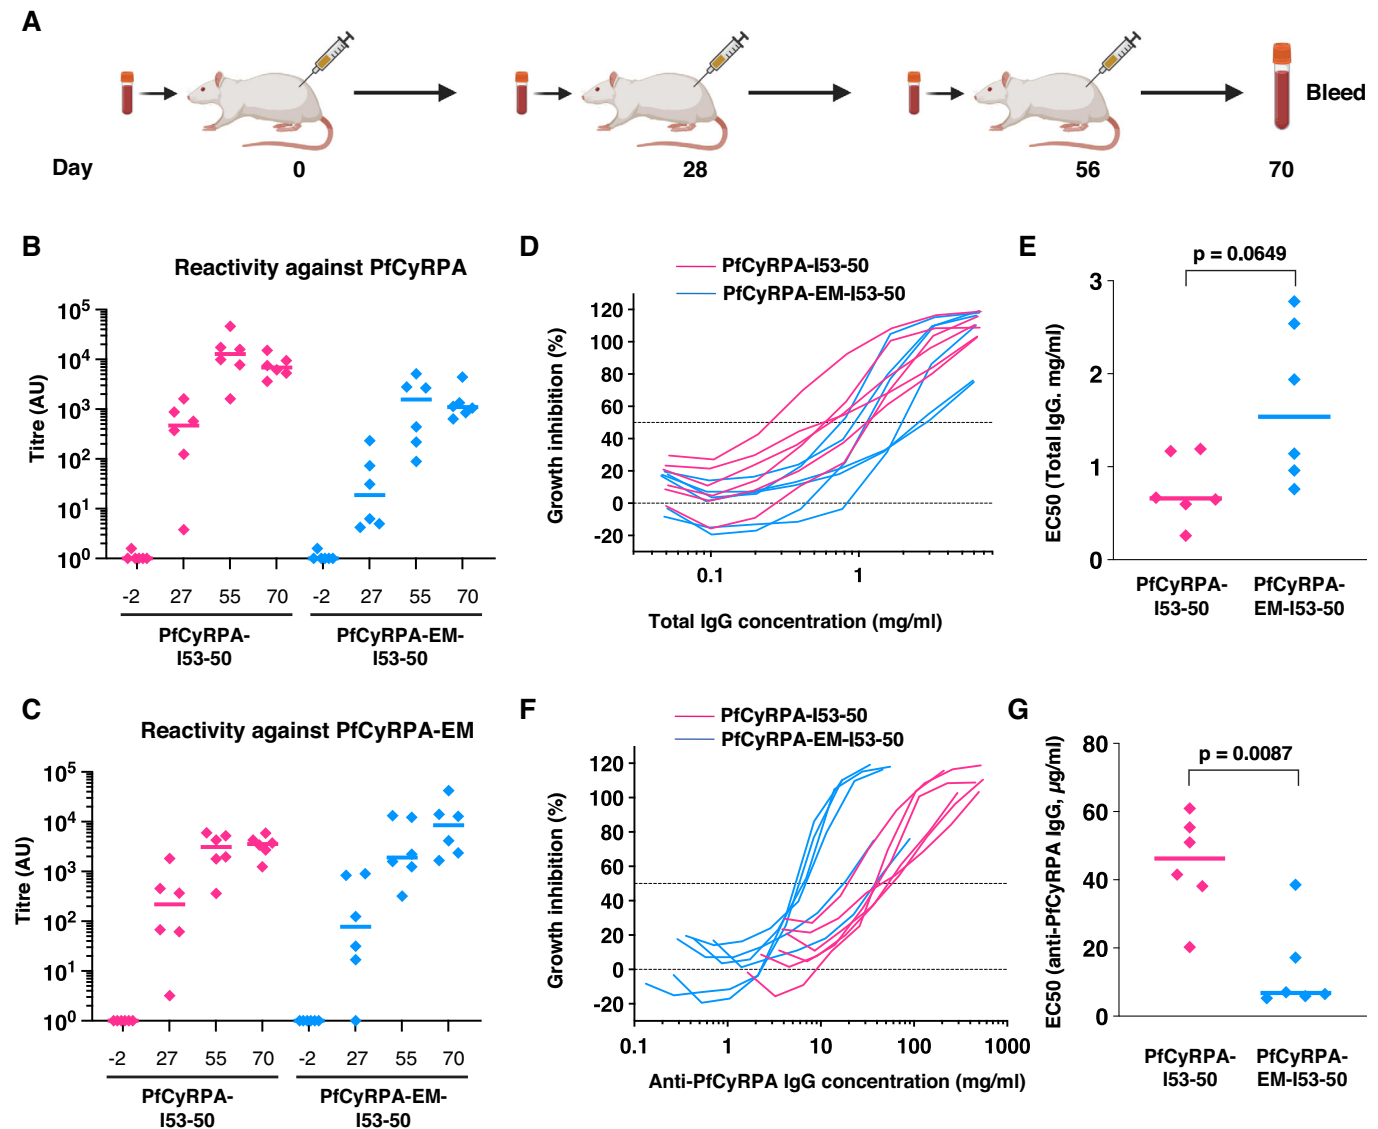 A
Bleed
Day
0
28
56
70
B
Reactivity against PfCyRPA
Titre (AU)
10⁵
10⁴
10³
10²
10¹
10⁰
-2 27 55 70 -2 27 55 70
PfCyRPA-
I53-50
PfCyRPA-EM-
I53-50
D
PfCyRPA-I53-50
PfCyRPA-EM-I53-50
Growth inhibition (%)
120
100
80
60
40
20
0
-20
0.1 1
Total IgG concentration (mg/ml)
E
p = 0.0649
EC50 (Total IgG. mg/ml)
3
2
1
0
PfCyRPA-
I53-50
PfCyRPA-
EM-I53-50
C
Reactivity against PfCyRPA-EM
Titre (AU)
10⁵
10⁴
10³
10²
10¹
10⁰
-2 27 55 70 -2 27 55 70
PfCyRPA-
I53-50
PfCyRPA-EM-
I53-50
F
PfCyRPA-I53-50
PfCyRPA-EM-I53-50
Growth inhibition (%)
120
100
80
60
40
20
0
-20
0.1 1 10 100 1000
Anti-PfCyRPA IgG concentration (mg/ml)
G
p = 0.0087
EC50 (anti-PfCyRPA IgG, µg/ml)
80
60
40
20
0
PfCyRPA-
I53-50
PfCyRPA-
EM-I53-50